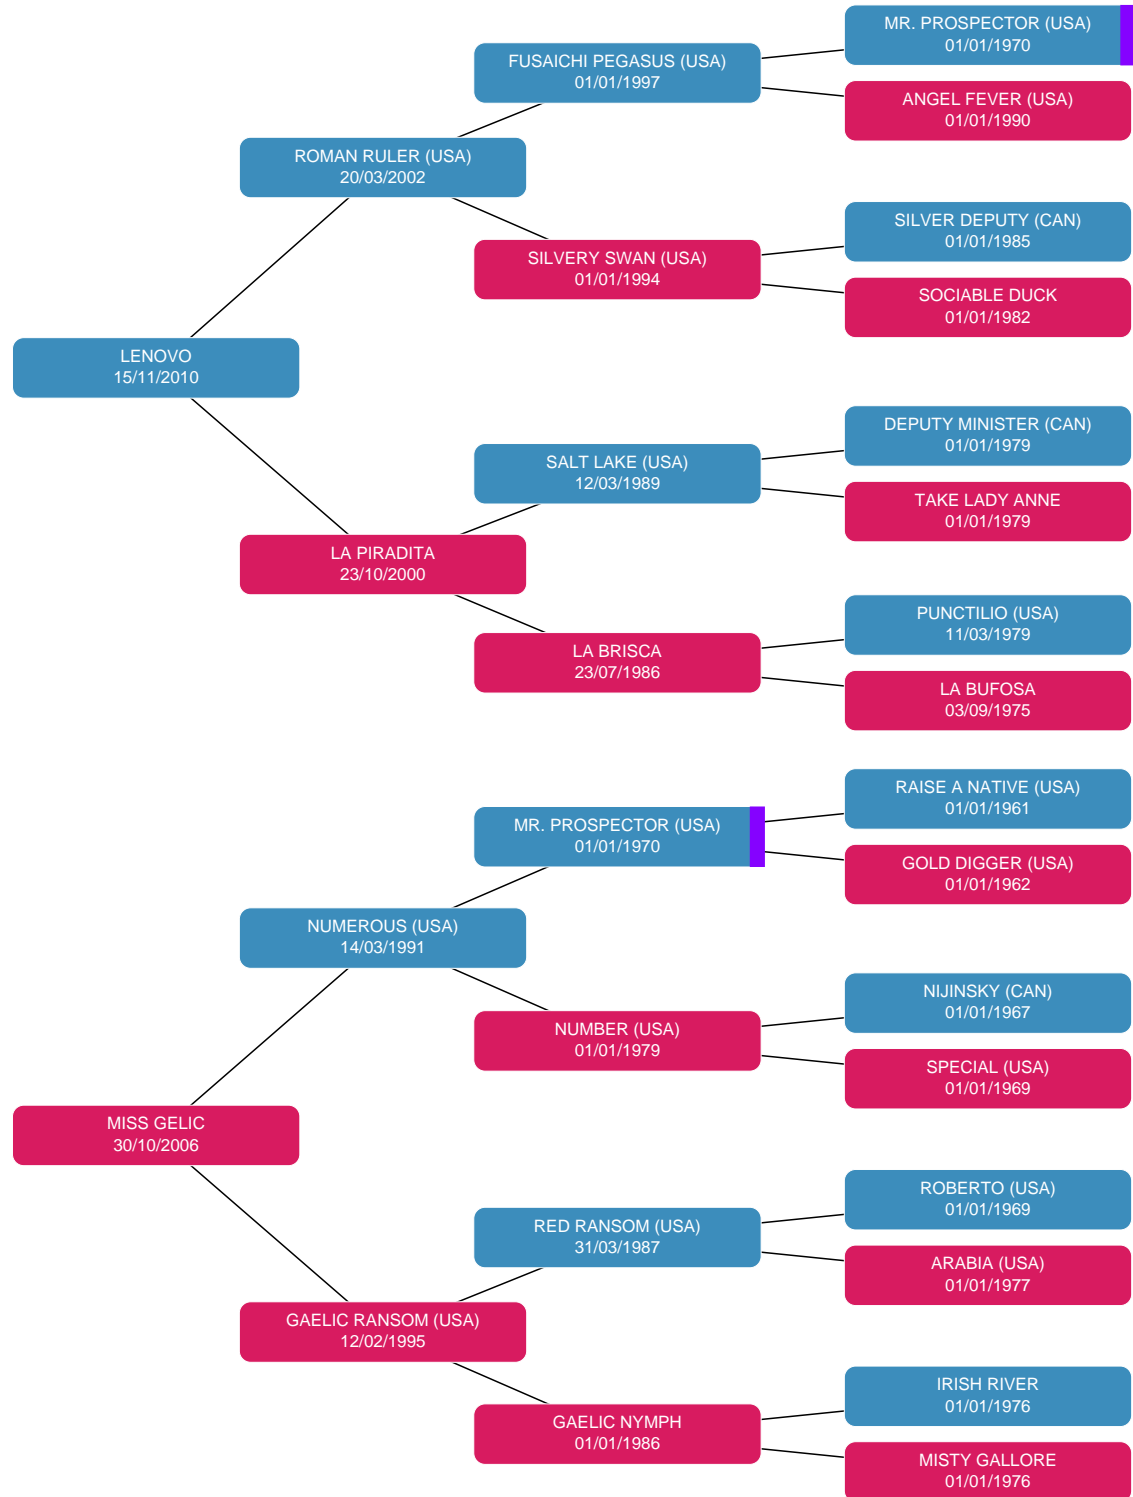 MR. PROSPECTOR (USA)
01/01/1970
FUSAICHI PEGASUS (USA)
01/01/1997
ANGEL FEVER (USA)
01/01/1990
ROMAN RULER (USA)
20/03/2002
SILVER DEPUTY (CAN)
01/01/1985
SILVERY SWAN (USA)
01/01/1994
SOCIABLE DUCK
01/01/1982
LENOVO
15/11/2010
DEPUTY MINISTER (CAN)
01/01/1979
SALT LAKE (USA)
12/03/1989
TAKE LADY ANNE
01/01/1979
LA PIRADITA
23/10/2000
PUNCTILIO (USA)
11/03/1979
LA BRISCA
23/07/1986
LA BUFOSA
03/09/1975
RAISE A NATIVE (USA)
01/01/1961
MR. PROSPECTOR (USA)
01/01/1970
GOLD DIGGER (USA)
01/01/1962
NUMEROUS (USA)
14/03/1991
NIJINSKY (CAN)
01/01/1967
NUMBER (USA)
01/01/1979
SPECIAL (USA)
01/01/1969
MISS GELIC
30/10/2006
ROBERTO (USA)
01/01/1969
RED RANSOM (USA)
31/03/1987
ARABIA (USA)
01/01/1977
GAELIC RANSOM (USA)
12/02/1995
IRISH RIVER
01/01/1976
GAELIC NYMPH
01/01/1986
MISTY GALLORE
01/01/1976